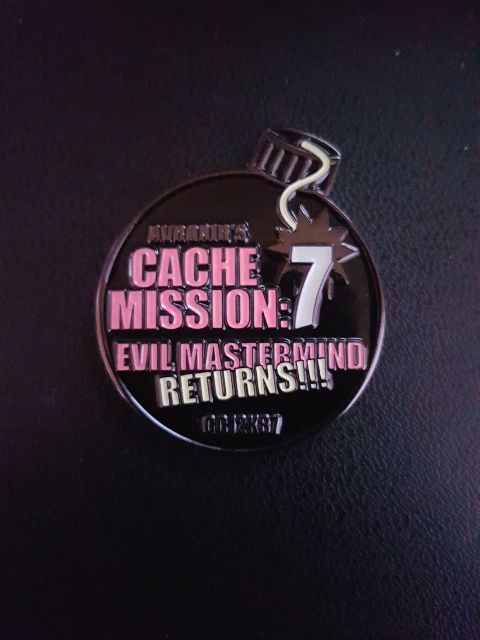 CACHE
MISSION: 7
EVIL MASTERMIND
RETURNS!!!